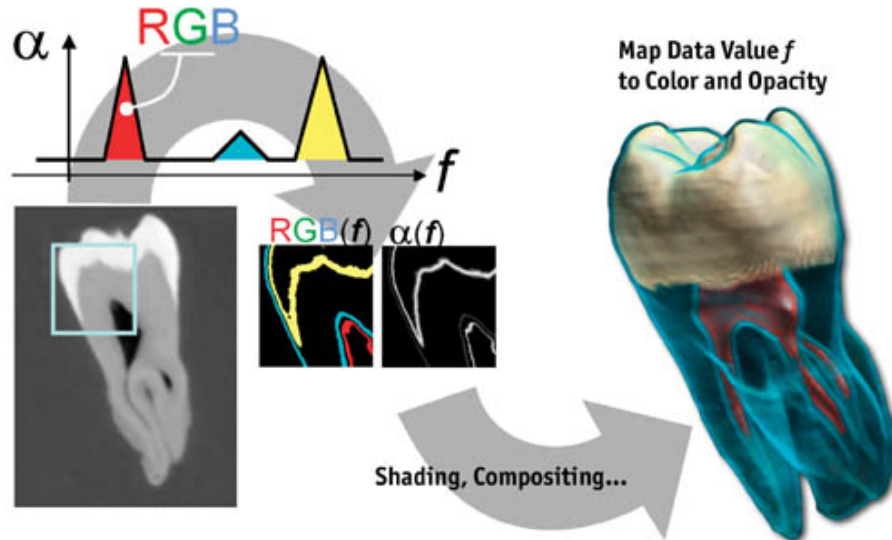 RGB
α
f
Map Data Value f
to Color and Opacity
RGB(f)
α(f)
Shading, Compositing...